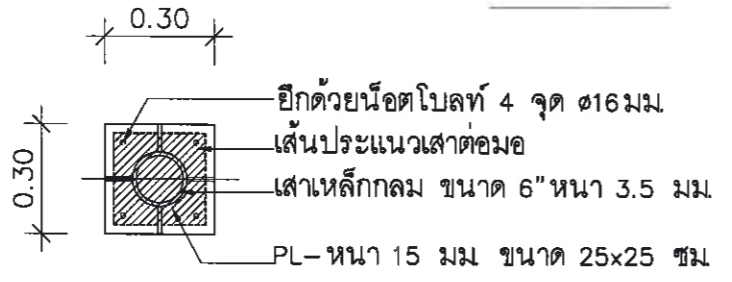 0.30
ยึกด้วยน็อตโบลท์ 4 จุด ø16มม.
เส้นประแนวเสาต่อมอ
0.30
เสาเหล็กกลม ขนาด 6"หนา 3.5 มม.
PL-หนา 15 มม. ขนาด 25x25 ซม.